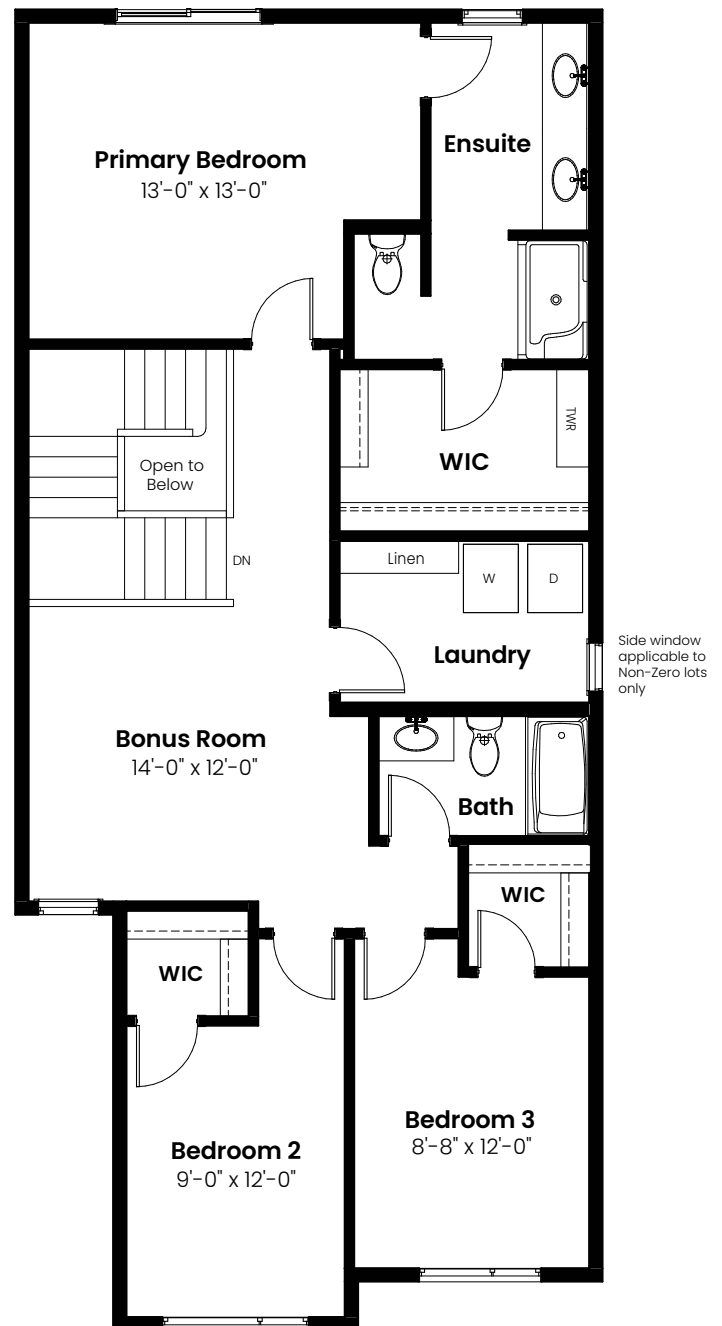 Primary Bedroom
13'-0" x 13'-0"
Ensuite
TWR
WIC
Open to
Below
DN
Linen
W
D
Laundry
Side window
applicable to
Non-Zero lots
only
Bonus Room
14'-0" x 12'-0"
Bath
WIC
WIC
Bedroom 3
8'-8" x 12'-0"
Bedroom 2
9'-0" x 12'-0"